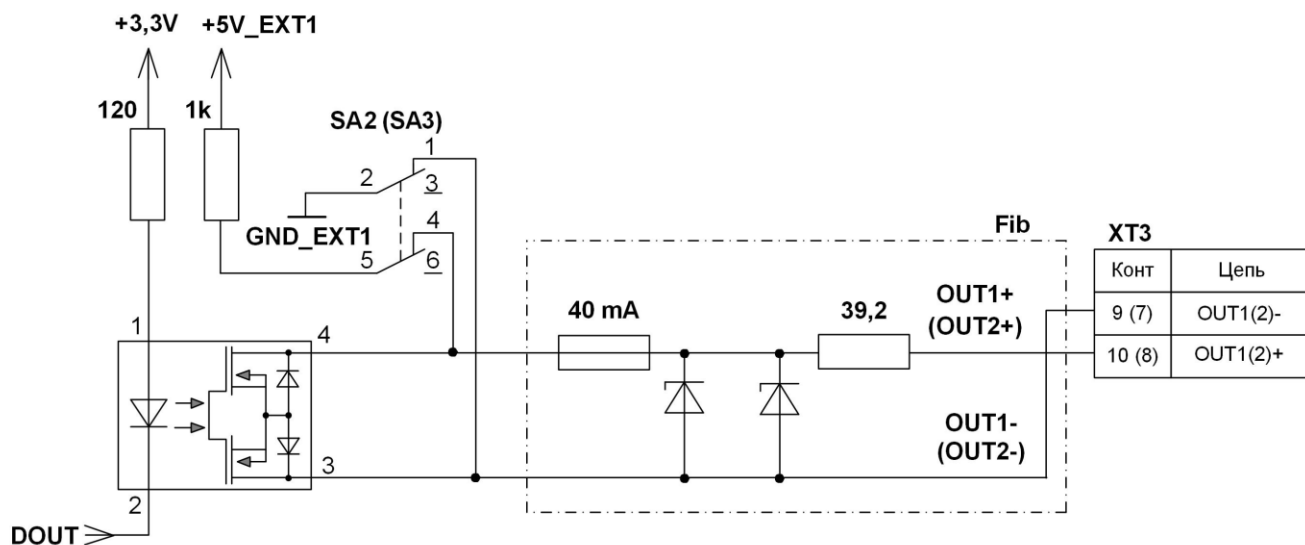 +3,3V
+5V_EXT1
120
1k
SA2 (SA3)
1
2
3
GND_EXT1
4
5
6
Fib
XT3
Конт
Цепь
40 mA
39,2
OUT1+
(OUT2+)
9 (7)
OUT1(2)-
10 (8)
OUT1(2)+
1
4
OUT1-
(OUT2-)
3
2
DOUT